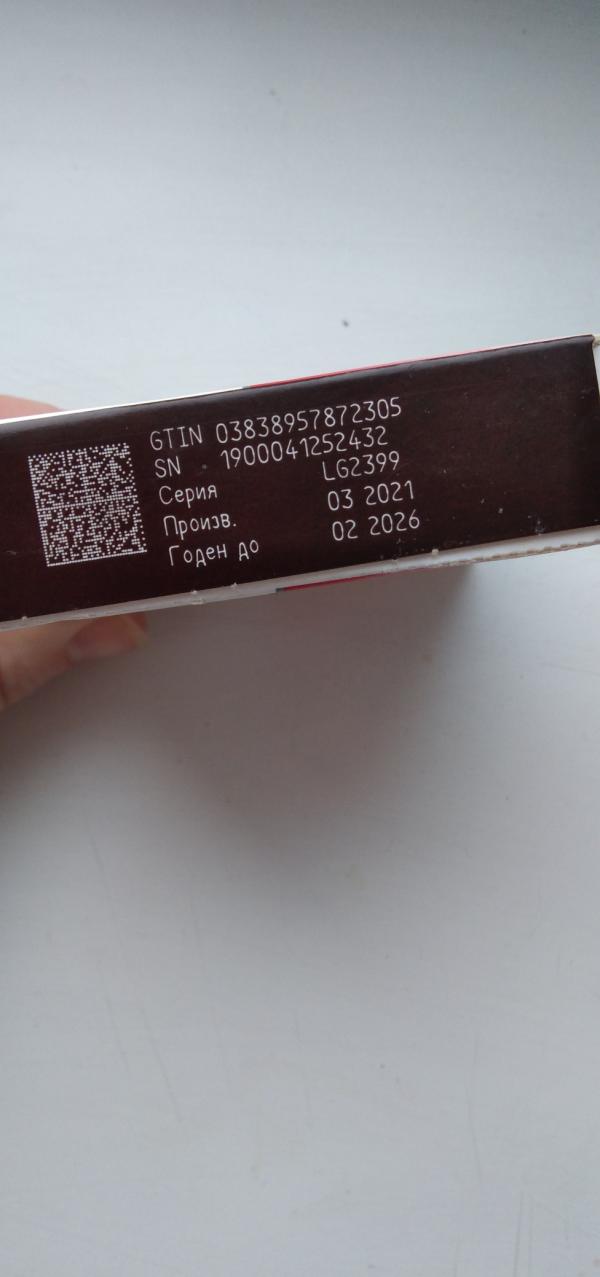 GTIN 03838957872305
SN 1900041252432
Серия LG2399
Произв. 03 2021
Годен до 02 2026